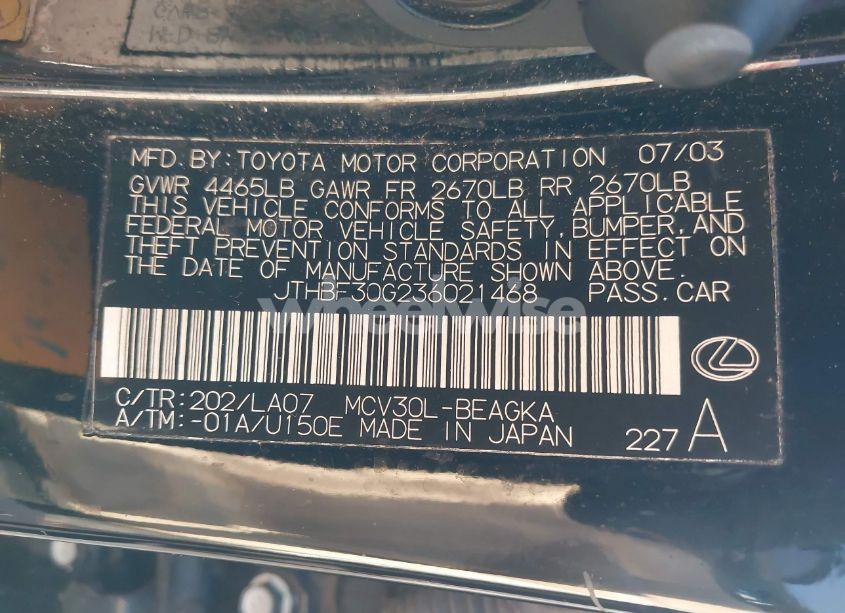 MFD. BY: TOYOTA MOTOR CORPORATION 07/03
GVWR 4465LB GAWR FR 2670LB RR 2670LB
THIS VEHICLE CONFORMS TO ALL APPLICABLE
FEDERAL MOTOR VEHICLE SAFETY, BUMPER, AND
THEFT PREVENTION STANDARDS IN EFFECT ON
THE DATE OF MANUFACTURE SHOWN ABOVE.
JTHBF30G236021468 PASS. CAR
wheelwise
C/TR: 202/LA07 MCV30L-BEAGKA
A/TM: -01A/U150E MADE IN JAPAN 227 A